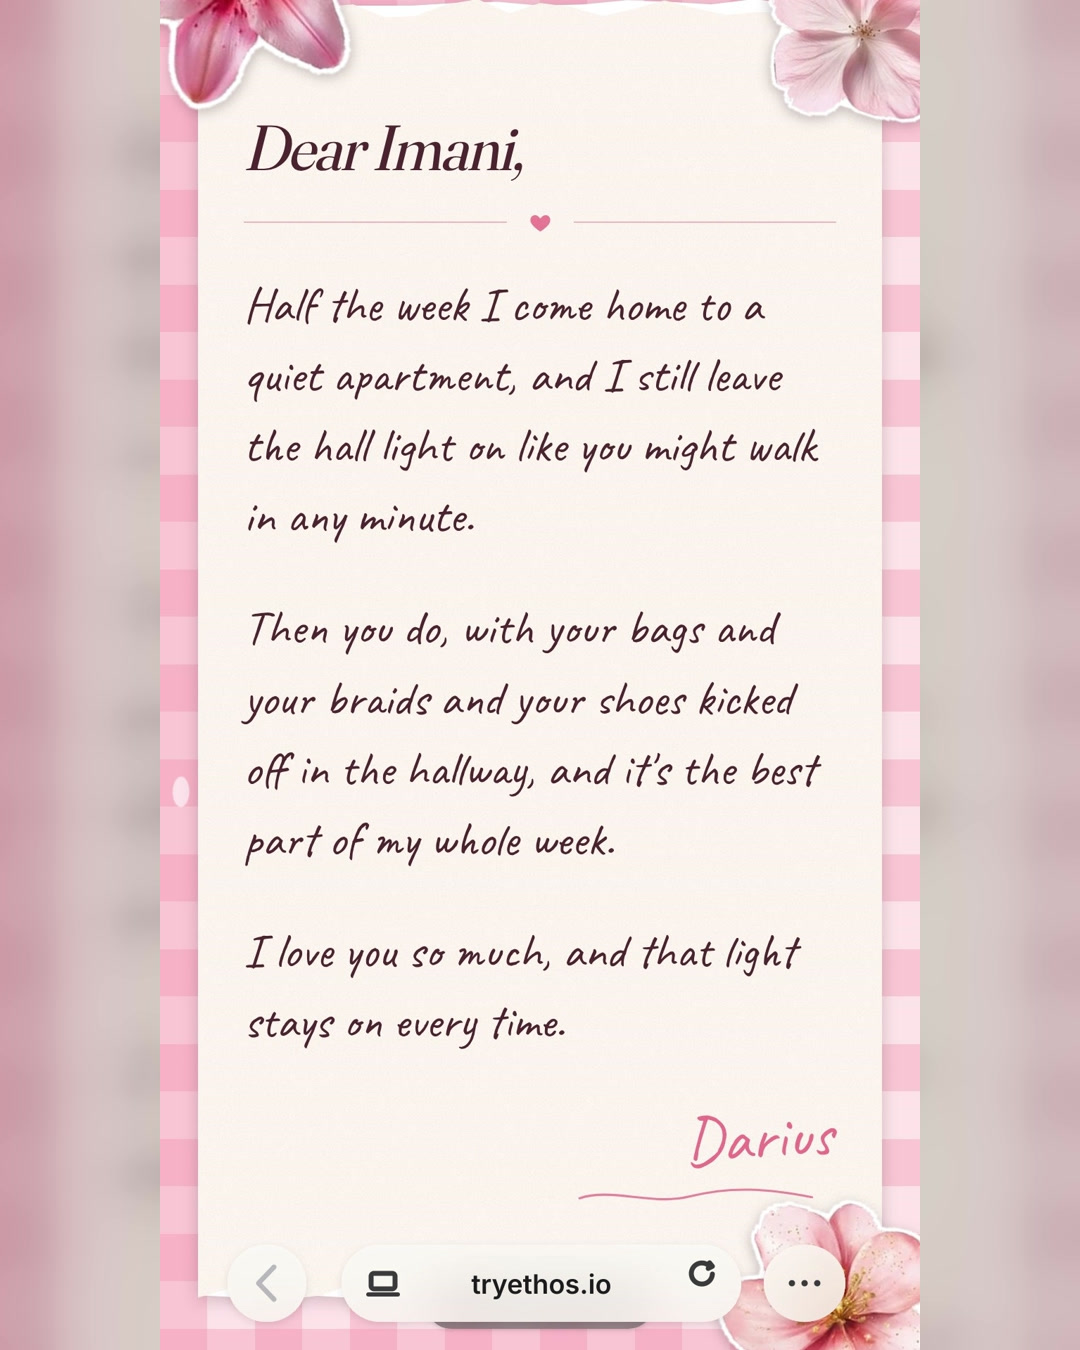 Dear Imani,
Half the week I come home to a
quiet apartment, and I still leave
the hall light on like you might walk
in any minute.
Then you do, with your bags and
your braids and your shoes kicked
off in the hallway, and it's the best
part of my whole week.
I love you so much, and that light
stays on every time.
Darius
tryethos.io